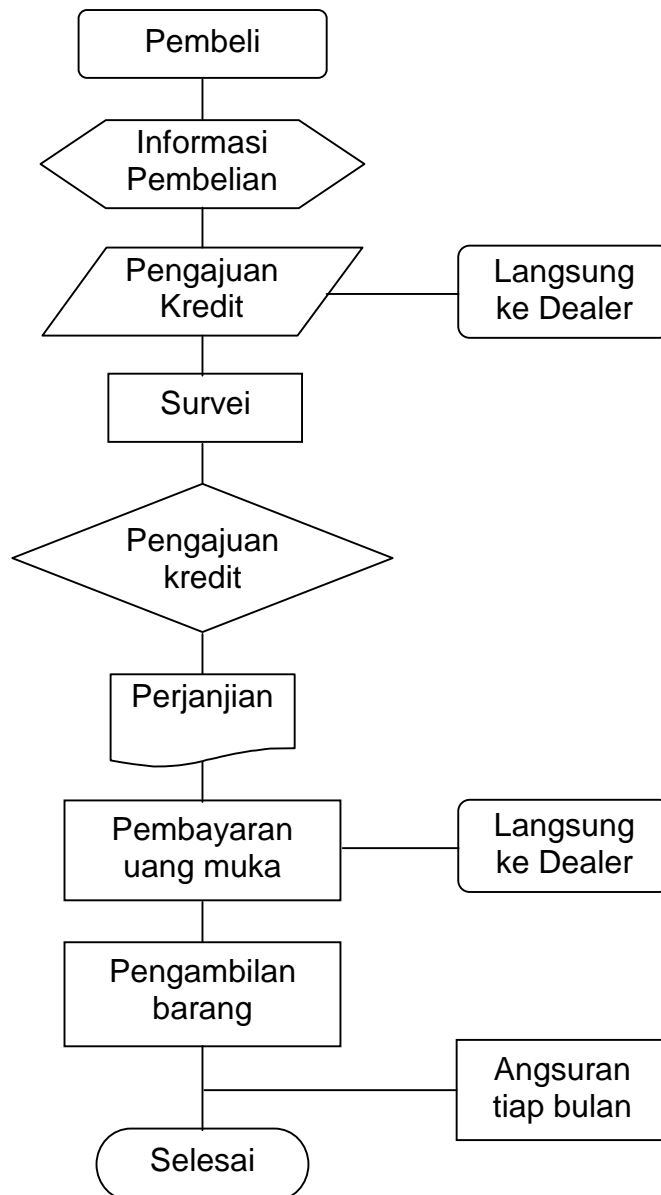 Pembeli
Informasi
Pembelian
Pengajuan
Kredit
Langsung
ke Dealer
Survei
Pengajuan
kredit
Perjanjian
Pembayaran
uang muka
Langsung
ke Dealer
Pengambilan
barang
Angsuran
tiap bulan
Selesai